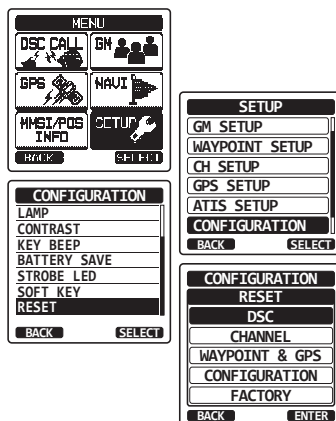 MENU
DSC CALL
GM
GPS
NAVI
MMSI/POS
INFO
SETUP
BACK
SELECT
SETUP
GM SETUP
WAYPOINT SETUP
CH SETUP
GPS SETUP
ATIS SETUP
CONFIGURATION
BACK
SELECT
CONFIGURATION
LAMP
CONTRAST
KEY BEEP
BATTERY SAVE
STROBE LED
SOFT KEY
RESET
BACK
SELECT
CONFIGURATION
RESET
DSC
CHANNEL
WAYPOINT & GPS
CONFIGURATION
FACTORY
BACK
ENTER